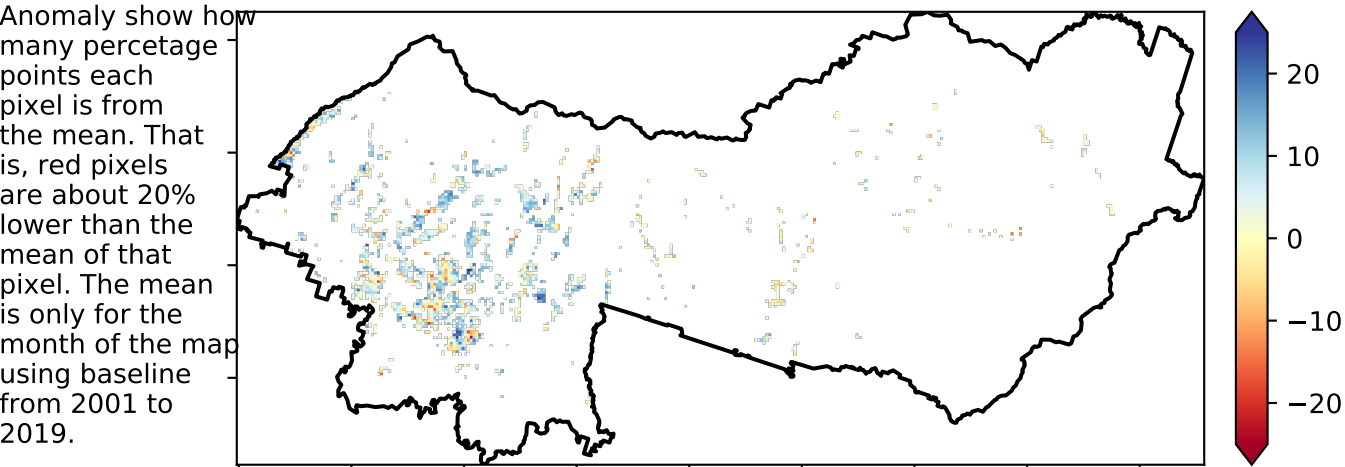 Anomaly show how
many percetage
points each
pixel is from
the mean. That
is, red pixels
are about 20%
lower than the
mean of that
pixel. The mean
is only for the
month of the map
using baseline
from 2001 to
2019.
20
10
0
−10
−20